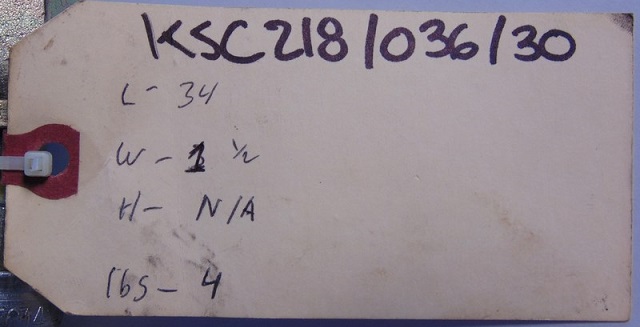 KSC218/036/30
L- 34
W- 1 ½
H- N/A
lbs- 4